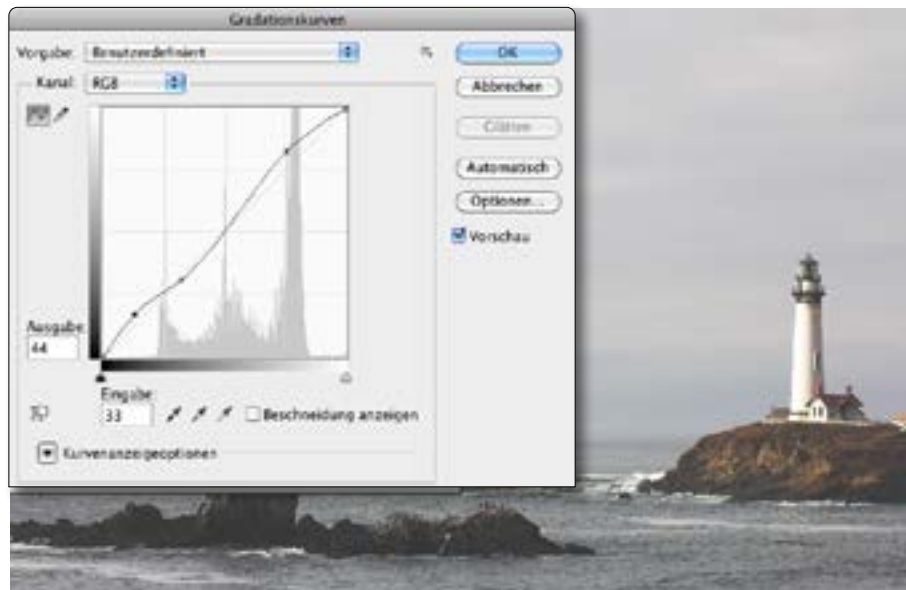 Gradationskurven
Vorgabe: Benutzerdefiniert
OK
Kanal: RGB
Abbrechen
Glätten
Automatisch
Optionen...
Vorschau
Ausgabe:
44
Eingabe:
33
Beschneidung anzeigen
Kurvenanzeigeoptionen